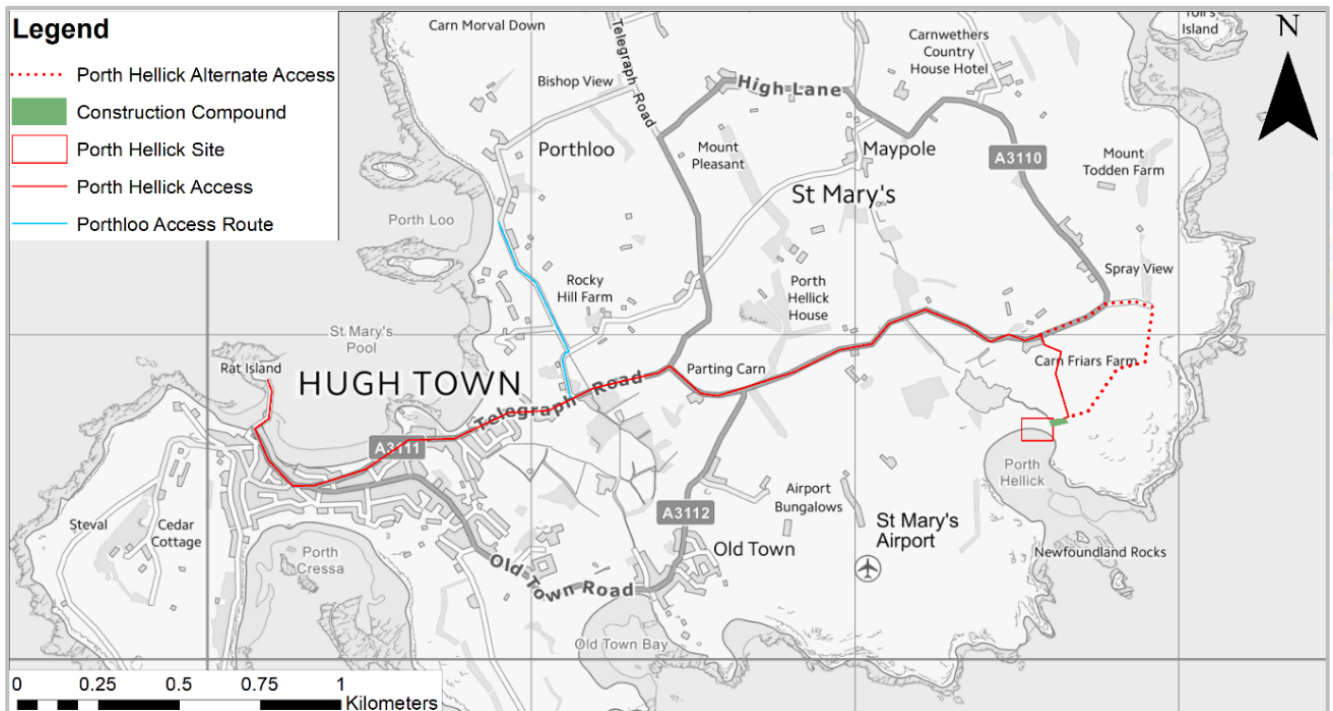 Legend
Porth Hellick Alternate Access
Construction Compound
Porth Hellick Site
Porth Hellick Access
Porthloo Access Route
Carn Morval Down
Telegraph Road
Bishop View
Porthloo
High Lane
Carnwethers
Country
House Hotel
Toll's
Island
N
Mount
Pleasant
Maypole
A3110
Mount
Todden Farm
St Mary's
Porth Loo
Rocky
Hill Farm
Porth
Hellick
House
Spray View
St Mary's
Pool
Rat Island
HUGH TOWN
Telegraph Road
Parting Carn
Carn Friars Farm
A3111
Porth
Hellick
Steval
Cedar
Cottage
Porth
Cressa
A3112
Airport
Bungalows
Old Town
St Mary's
Airport
Newfoundland Rocks
Old Town Road
Old Town Bay
0 0.25 0.5 0.75 1
Kilometers